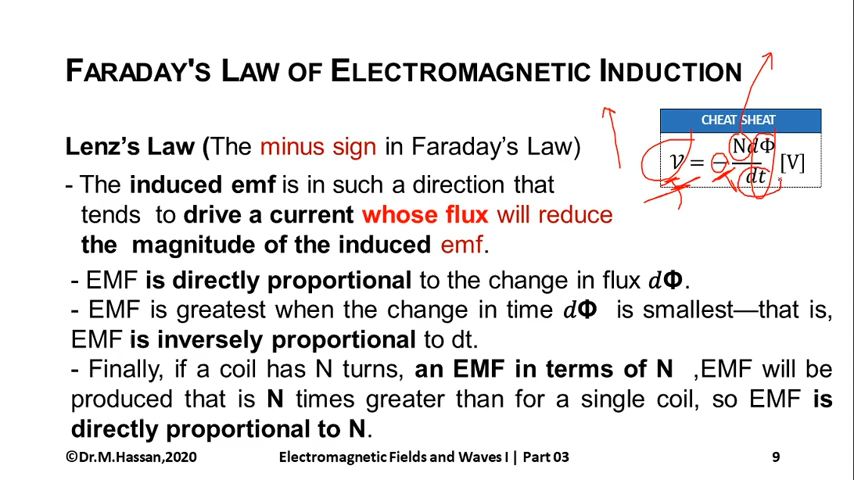 FARADAY'S LAW OF ELECTROMAGNETIC INDUCTION
CHEAT SHEAT
𝒱 = − NdΦ/dt [V]
Lenz's Law (The minus sign in Faraday's Law)
- The induced emf is in such a direction that
tends to drive a current whose flux will reduce
the magnitude of the induced emf.
- EMF is directly proportional to the change in flux dΦ.
- EMF is greatest when the change in time dΦ is smallest—that is,
EMF is inversely proportional to dt.
- Finally, if a coil has N turns, an EMF in terms of N ,EMF will be
produced that is N times greater than for a single coil, so EMF is
directly proportional to N.
©Dr.M.Hassan,2020 Electromagnetic Fields and Waves I | Part 03 9